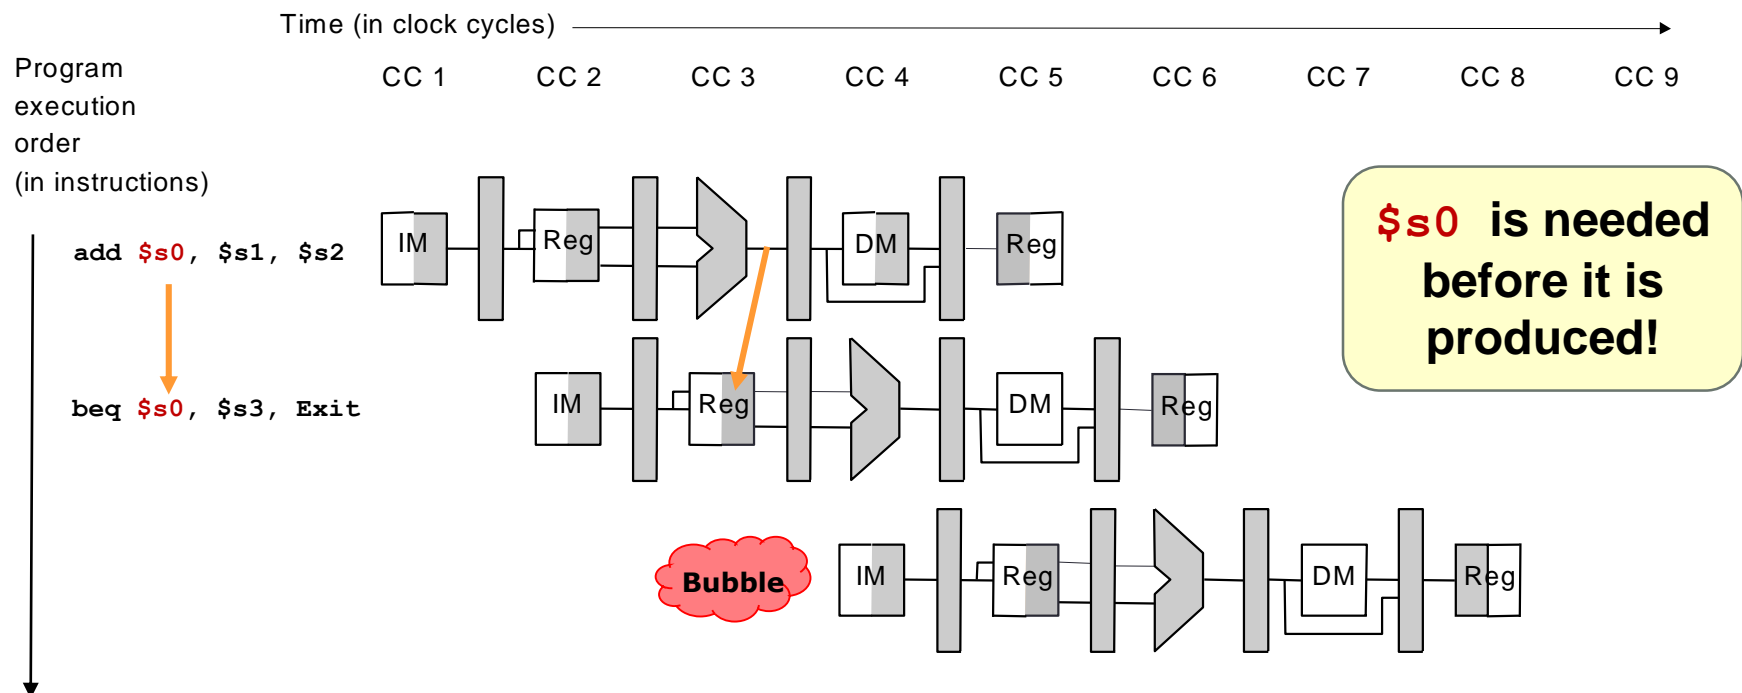 Time (in clock cycles)
Program
execution
order
(in instructions)
CC 1 CC 2 CC 3 CC 4 CC 5 CC 6 CC 7 CC 8 CC 9
add $s0, $s1, $s2
IM Reg DM Reg
$s0 is needed
before it is
produced!
beq $s0, $s3, Exit
IM Reg DM Reg
Bubble
IM Reg DM Reg